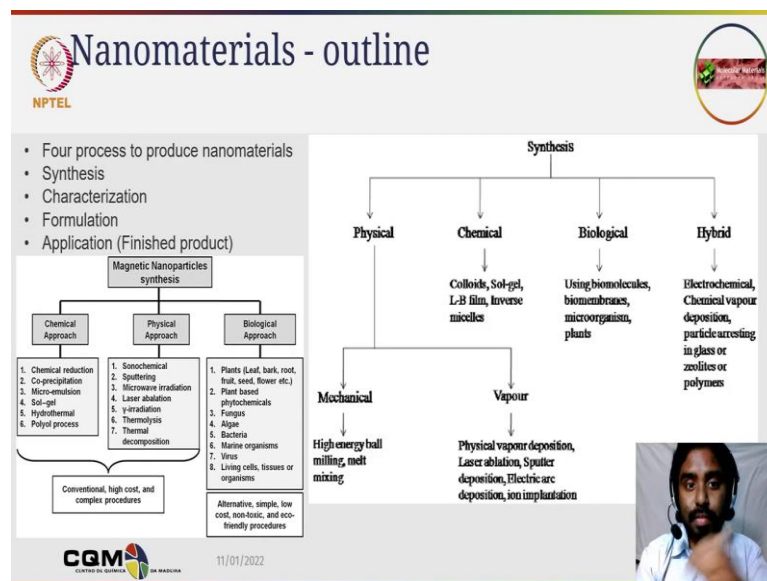 Nanomaterials - outline
NPTEL
Molecular Materials
• Four process to produce nanomaterials
• Synthesis
• Characterization
• Formulation
• Application (Finished product)
Magnetic Nanoparticles
synthesis
Chemical
Approach
Physical
Approach
Biological
Approach
1. Chemical reduction
2. Co-precipitation
3. Micro-emulsion
4. Sol–gel
5. Hydrothermal
6. Polyol process
1. Sonochemical
2. Sputtering
3. Microwave irradiation
4. Laser abalation
5. γ-irradiation
6. Thermolysis
7. Thermal
decomposition
1. Plants (Leaf, bark, root,
fruit, seed, flower etc.)
2. Plant based
phytochemicals
3. Fungus
4. Algae
5. Bacteria
6. Marine organisms
7. Virus
8. Living cells, tissues or
organisms
Conventional, high cost, and
complex procedures
Alternative, simple, low
cost, non-toxic, and eco-
friendly procedures
Synthesis
Physical
Chemical
Biological
Hybrid
Colloids, Sol-gel,
L-B film, Inverse
micelles
Using biomolecules,
biomembranes,
microorganism,
plants
Electrochemical,
Chemical vapour
deposition,
particle arresting
in glass or
zeolites or
polymers
Mechanical
Vapour
High energy ball
milling, melt
mixing
Physical vapour deposition,
Laser ablation, Sputter
deposition, Electric arc
deposition, ion implantation
CQM
CENTRO DE QUÍMICA DA MADEIRA
11/01/2022